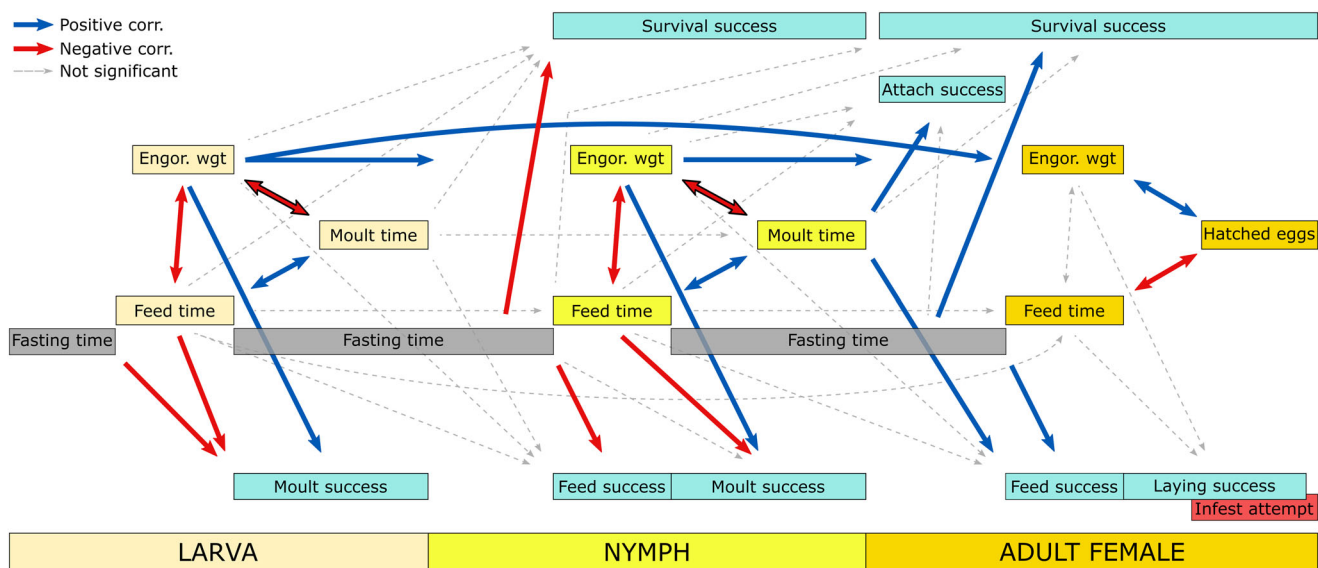 Positive corr.
Negative corr.
Not significant
Survival success
Survival success
Attach success
Engor. wgt
Engor. wgt
Engor. wgt
Moult time
Moult time
Hatched eggs
Feed time
Feed time
Feed time
Fasting time
Fasting time
Fasting time
Moult success
Feed success
Moult success
Feed success
Laying success
Infest attempt
LARVA
NYMPH
ADULT FEMALE